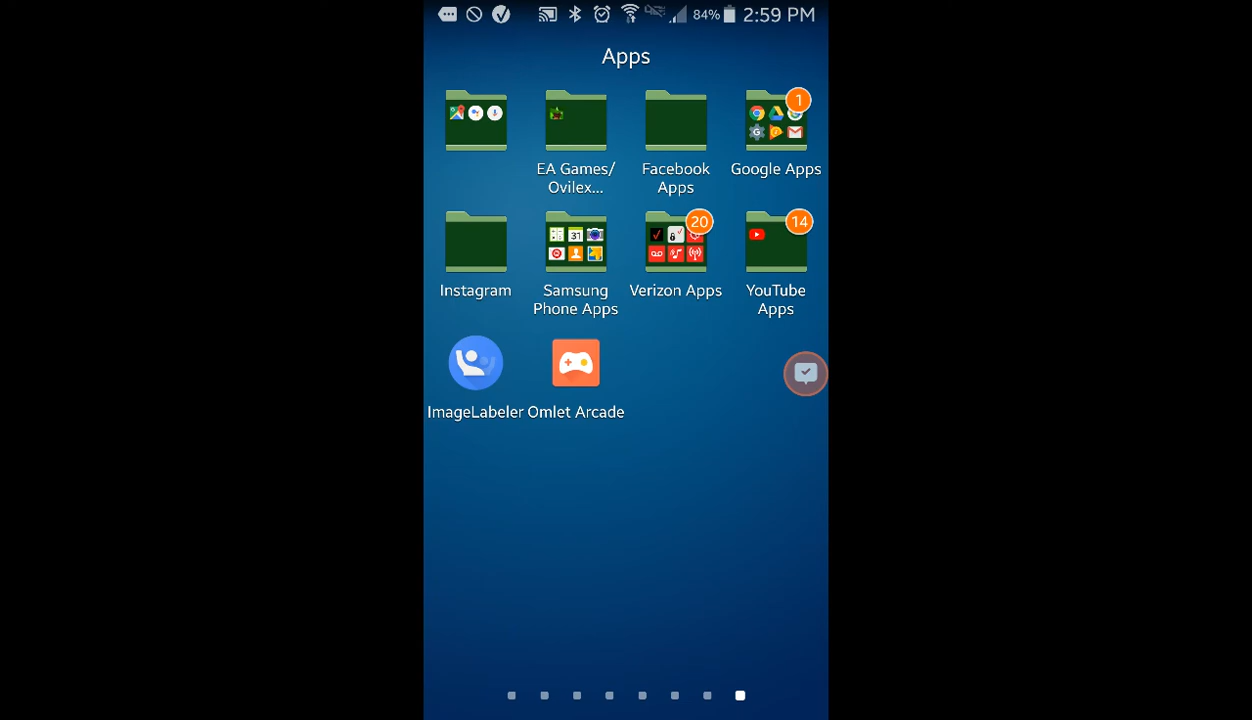 84% 2:59 PM
Apps
1
EA Games/
Ovilex...
Facebook
Apps
Google Apps
20
14
31
Instagram
Samsung
Phone Apps
Verizon Apps
YouTube
Apps
ImageLabeler
Omlet Arcade